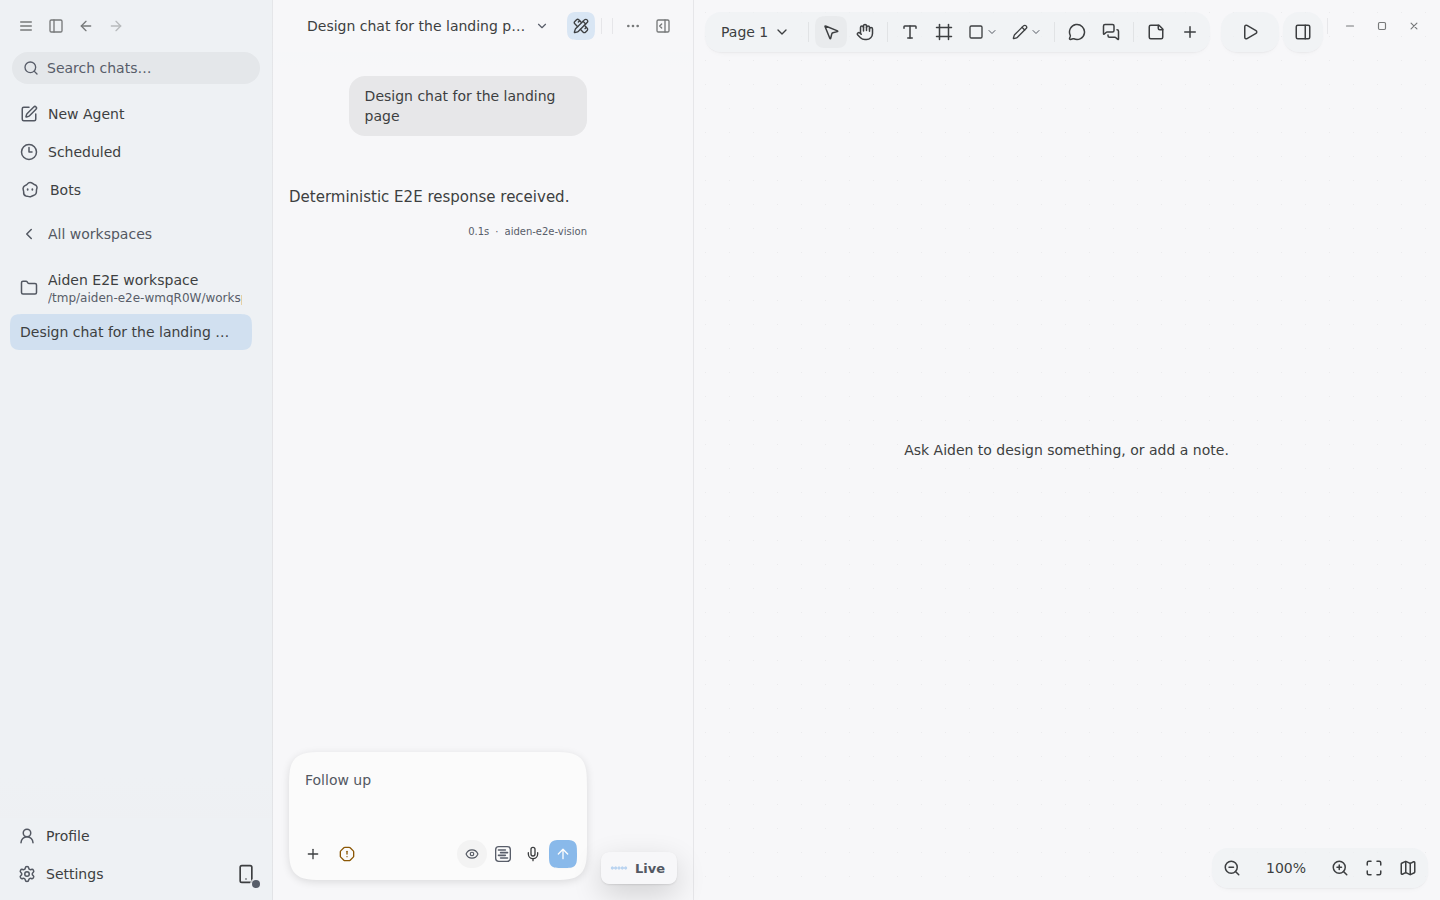 Design chat for the landing p...
Page 1
Search chats...
New Agent
Scheduled
Bots
All workspaces
Aiden E2E workspace
/tmp/aiden-e2e-wmqR0W/works
Design chat for the landing ...
Profile
Settings
Design chat for the landing
page
Deterministic E2E response received.
0.1s · aiden-e2e-vision
Follow up
Live
Ask Aiden to design something, or add a note.
100%